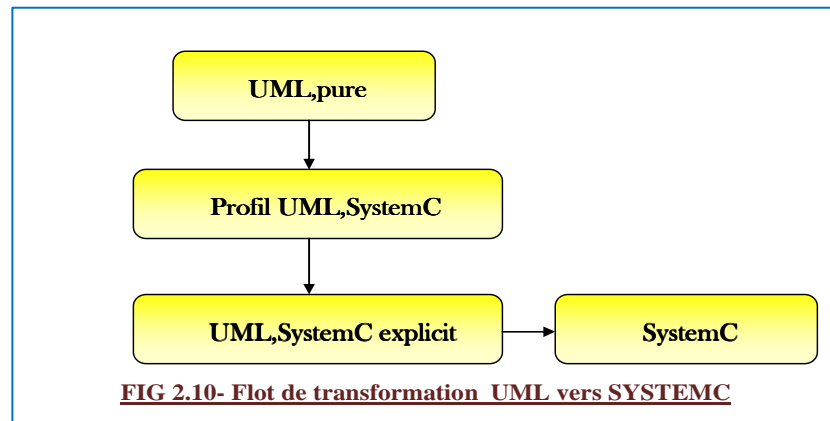 UML,pure
Profil UML,SystemC
UML,SystemC explicit
SystemC
FIG 2.10- Flot de transformation UML vers SYSTEMC